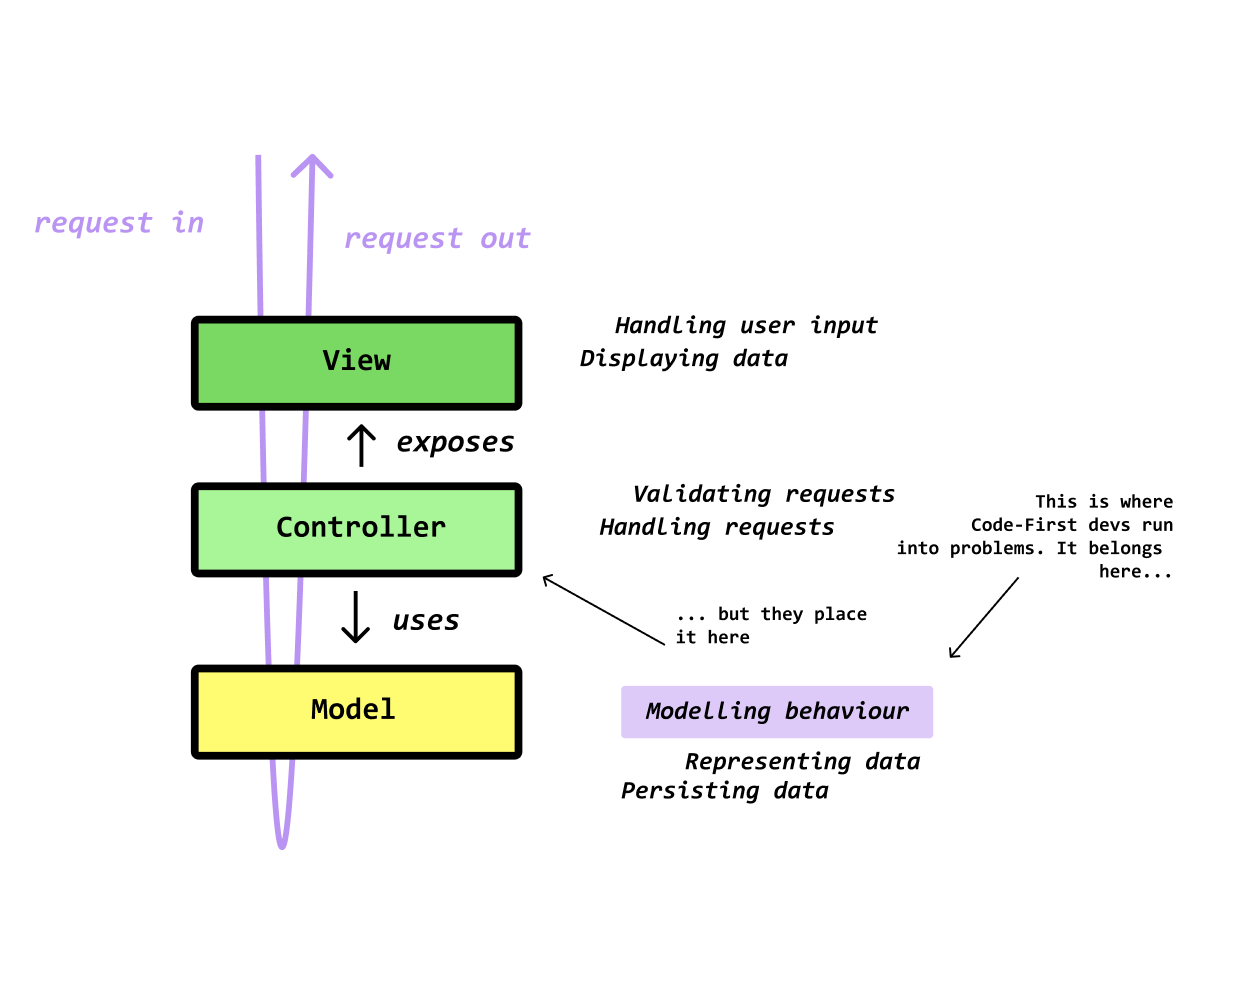 request in
request out
View
Handling user input
Displaying data
exposes
Controller
Validating requests
Handling requests
This is where
Code-First devs run
into problems. It belongs
here...
uses
... but they place
it here
Model
Modelling behaviour
Representing data
Persisting data